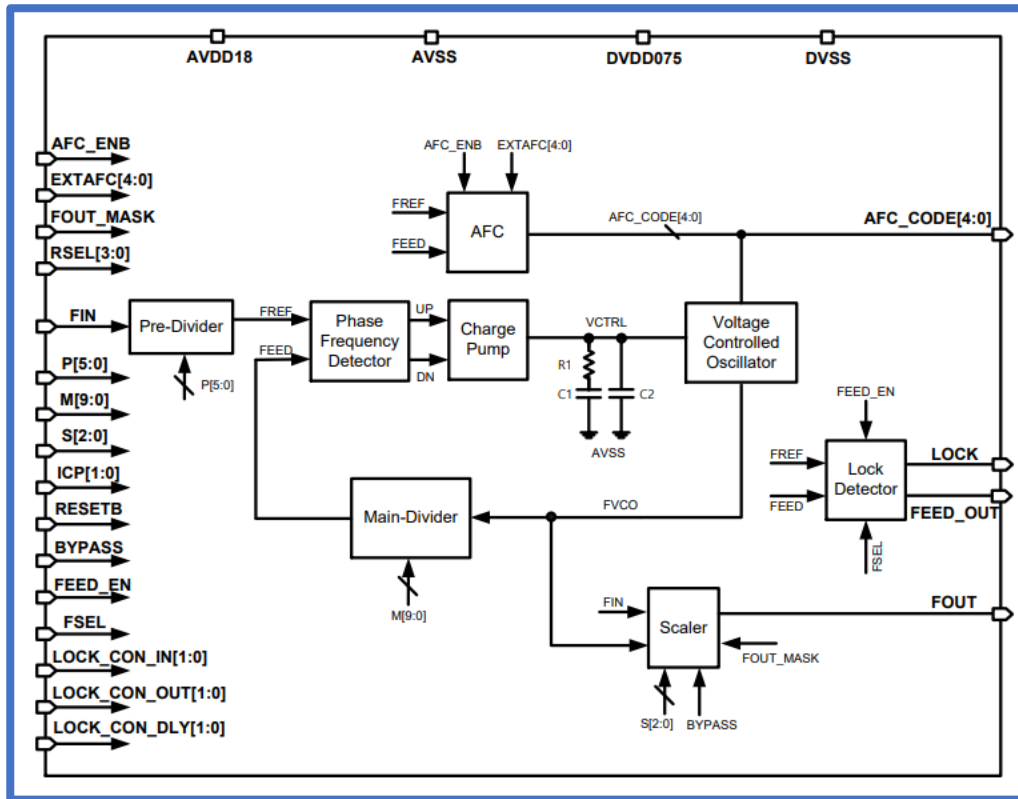 AVDD18
AVSS
DVDD075
DVSS
AFC_ENB
EXTAFC[4:0]
FOUT_MASK
RSEL[3:0]
FIN
P[5:0]
M[9:0]
S[2:0]
ICP[1:0]
RESETB
BYPASS
FEED_EN
FSEL
LOCK_CON_IN[1:0]
LOCK_CON_OUT[1:0]
LOCK_CON_DLY[1:0]
AFC_ENB
EXTAFC[4:0]
FREF
FEED
AFC
AFC_CODE[4:0]
AFC_CODE[4:0]
Pre-Divider
P[5:0]
FREF
FEED
Phase
Frequency
Detector
UP
DN
Charge
Pump
VCTRL
R1
C1
C2
AVSS
Voltage
Controlled
Oscillator
FEED_EN
FREF
FEED
Lock
Detector
FSEL
LOCK
FEED_OUT
Main-Divider
M[9:0]
FVCO
FIN
Scaler
FOUT
FOUT_MASK
S[2:0]
BYPASS